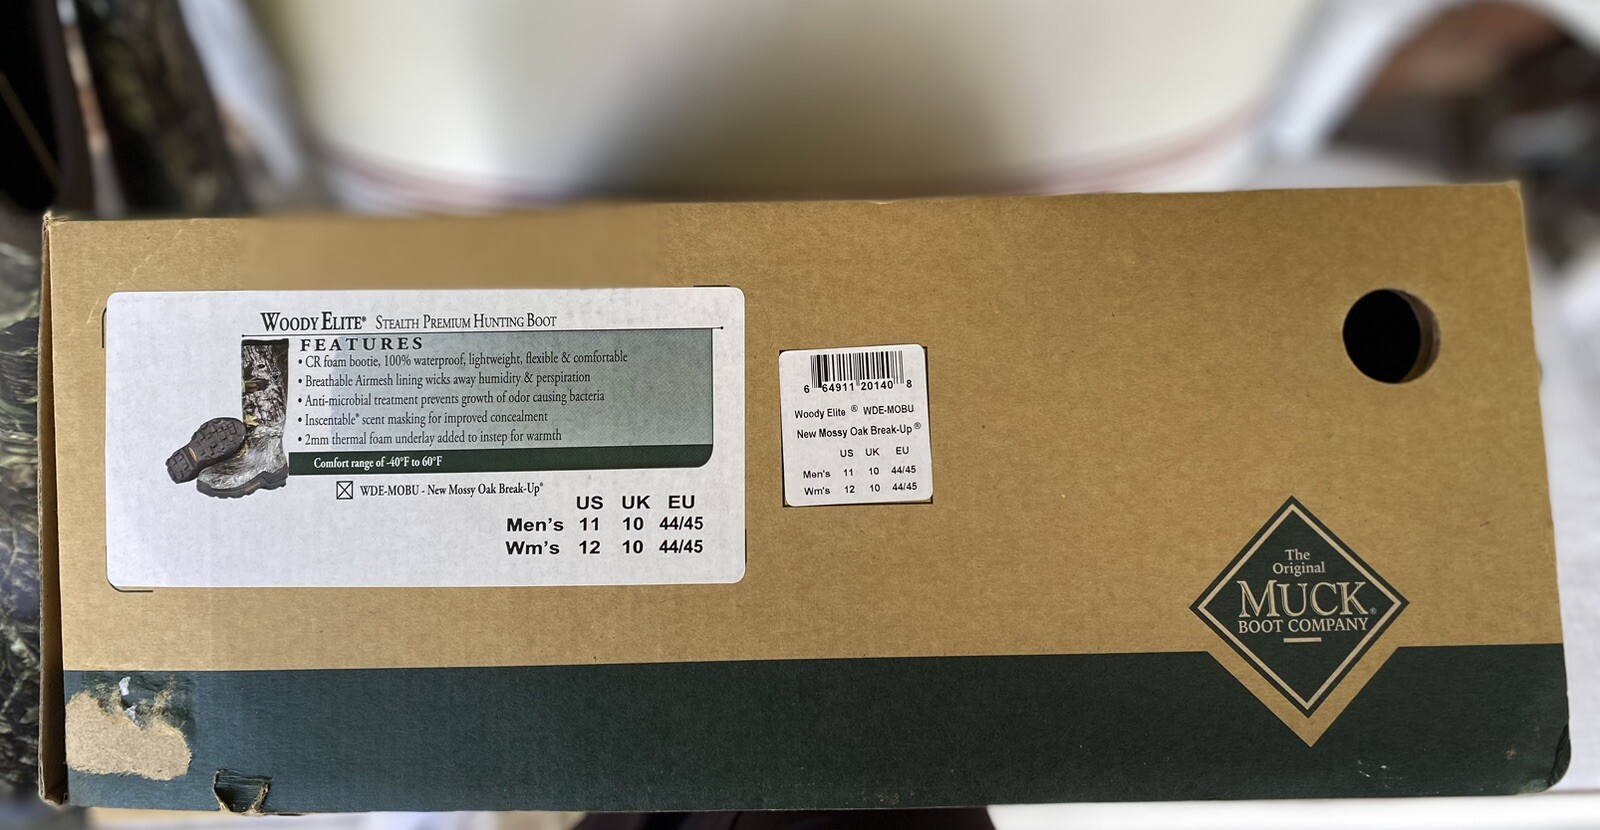 WOODY ELITE® STEALTH PREMIUM HUNTING BOOT
FEATURES
• CR foam bootie, 100% waterproof, lightweight, flexible & comfortable
• Breathable Airmesh lining wicks away humidity & perspiration
• Anti-microbial treatment prevents growth of odor causing bacteria
• Inscentable® scent masking for improved concealment
• 2mm thermal foam underlay added to instep for warmth
Comfort range of -40°F to 60°F
WDE-MOBU - New Mossy Oak Break-Up®
US UK EU
Men's 11 10 44/45
Wm's 12 10 44/45
6 64911 20140 8
Woody Elite ® WDE-MOBU
New Mossy Oak Break-Up ®
US UK EU
Men's 11 10 44/45
Wm's 12 10 44/45
The
Original
MUCK®
BOOT COMPANY